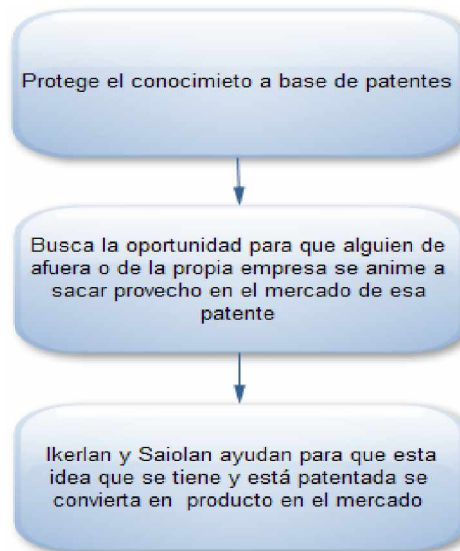 Protege el conocimieto a base de patentes
Busca la oportunidad para que alguien de
afuera o de la propia empresa se anime a
sacar provecho en el mercado de esa
patente
Ikerlan y Saiolan ayudan para que esta
idea que se tiene y está patentada se
convierta en producto en el mercado